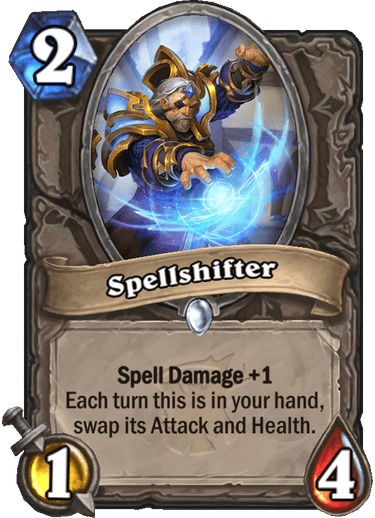 2
Spellshifter
Spell Damage +1
Each turn this is in your hand,
swap its Attack and Health.
1
4